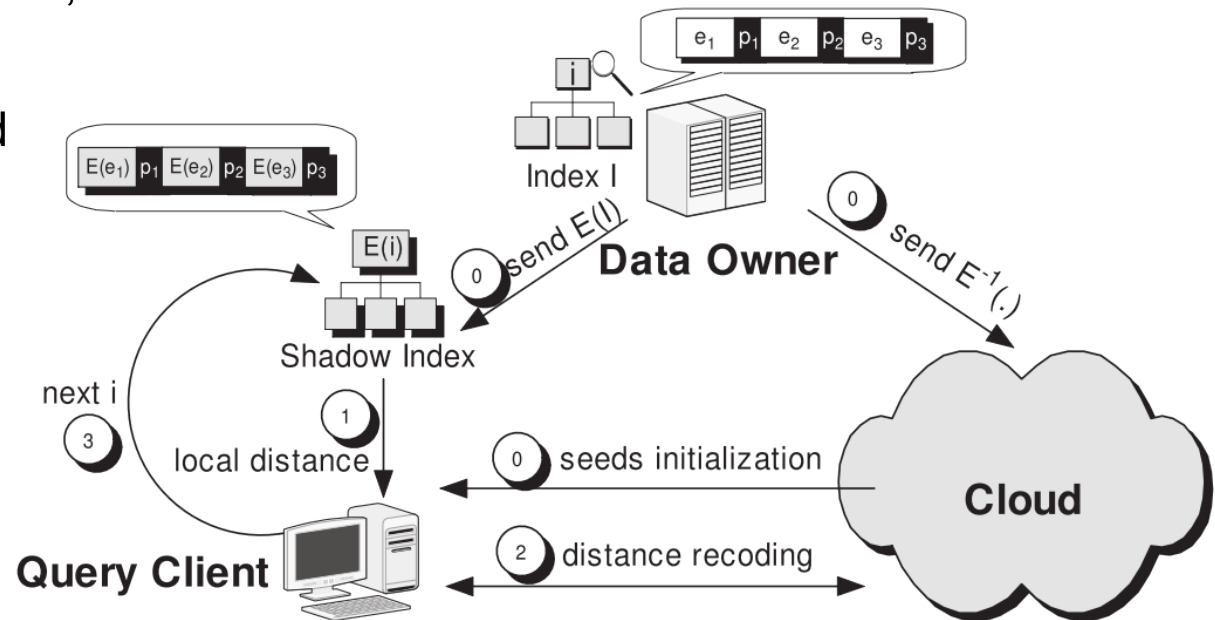 e₁ p₁ e₂ p₂ e₃ p₃
i
Index I
E(e₁) p₁ E(e₂) p₂ E(e₃) p₃
0 send E(I)
0 send E⁻¹(.)
Data Owner
E(i)
Shadow Index
next i
3
1
local distance
0 seeds initialization
Cloud
2 distance recoding
Query Client